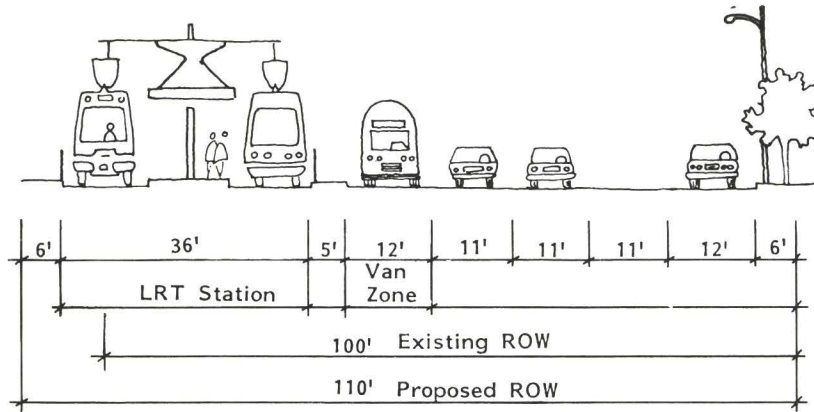 6' 36' 5' 12' 11' 11' 11' 12' 6'
LRT Station Van
Zone
100' Existing ROW
110' Proposed ROW